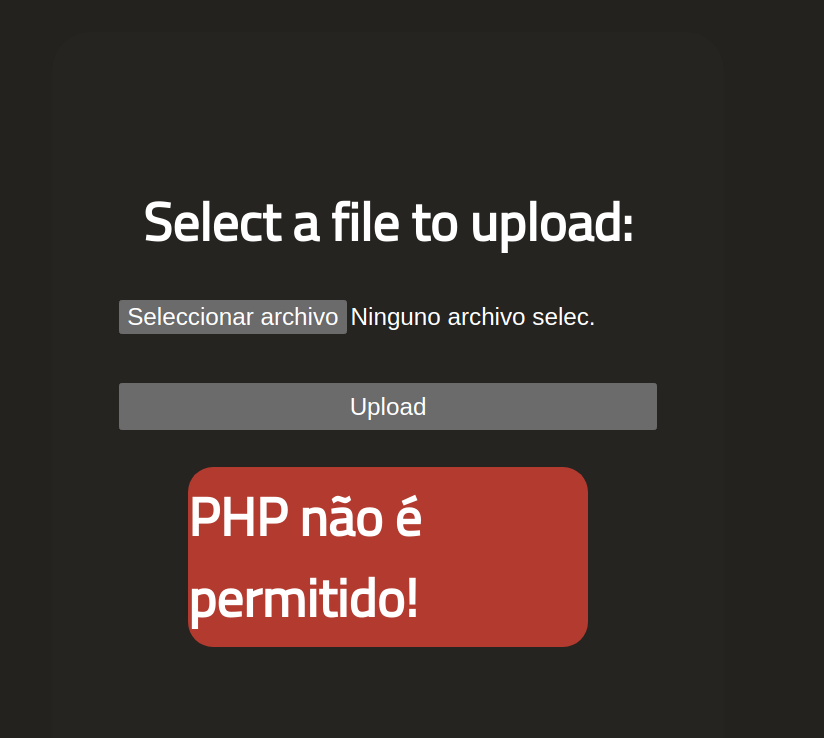 Select a file to upload:
Seleccionar archivo Ninguno archivo selec.
Upload
PHP não é
permitido!